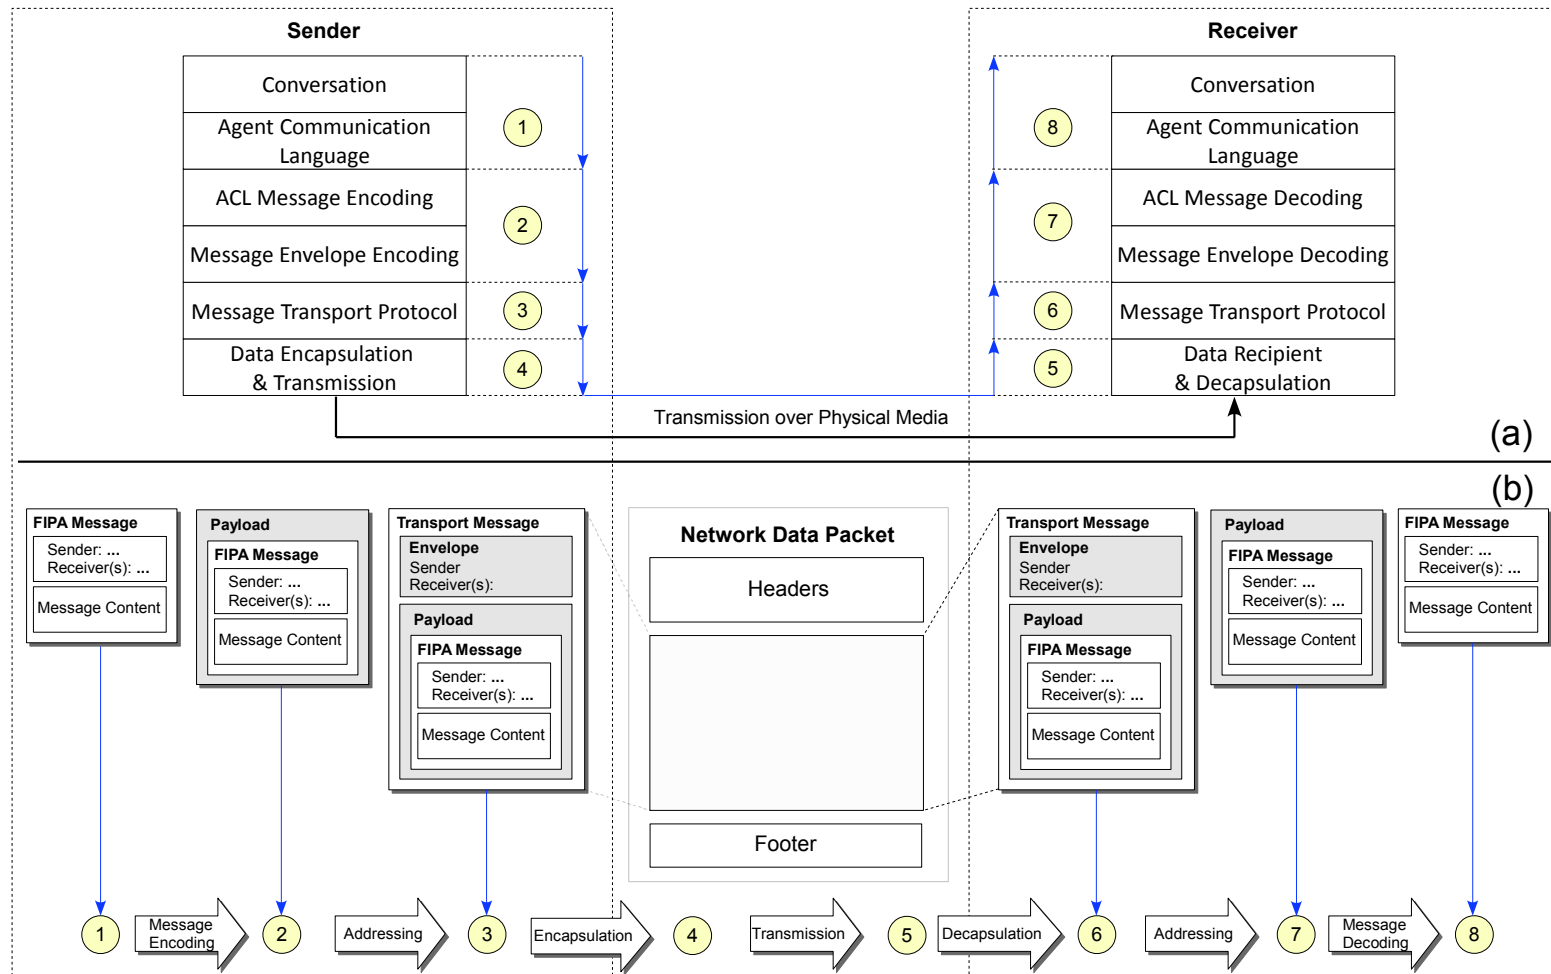 Sender
Receiver
Conversation
Agent Communication
Language
ACL Message Encoding
Message Envelope Encoding
Message Transport Protocol
Data Encapsulation
& Transmission
1
2
3
4
8
7
6
5
Conversation
Agent Communication
Language
ACL Message Decoding
Message Envelope Decoding
Message Transport Protocol
Data Recipient
& Decapsulation
Transmission over Physical Media
(a)
(b)
FIPA Message
Sender: ...
Receiver(s): ...
Message Content
Payload
FIPA Message
Sender: ...
Receiver(s): ...
Message Content
Transport Message
Envelope
Sender
Receiver(s):
Payload
FIPA Message
Sender: ...
Receiver(s): ...
Message Content
Network Data Packet
Headers
Footer
Transport Message
Envelope
Sender
Receiver(s):
Payload
FIPA Message
Sender: ...
Receiver(s): ...
Message Content
Payload
FIPA Message
Sender: ...
Receiver(s): ...
Message Content
FIPA Message
Sender: ...
Receiver(s): ...
Message Content
1
Message
Encoding
2
Addressing
3
Encapsulation
4
Transmission
5
Decapsulation
6
Addressing
7
Message
Decoding
8